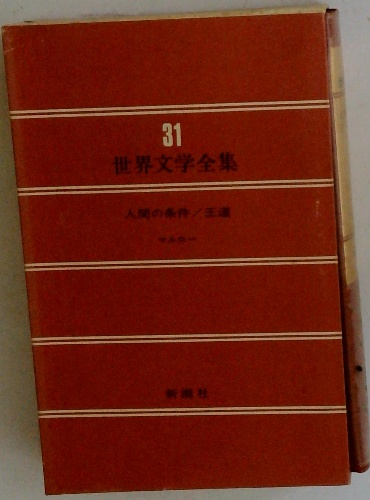 31
世界文学全集
人間の条件/王道
マルロー
新潮社